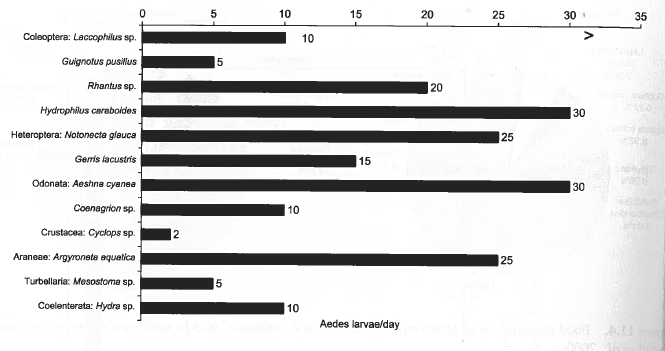 0 5 10 15 20 25 30 35
>
Coleoptera: Laccophilus sp. 10
Guignotus pusillus 5
Rhantus sp. 20
Hydrophilus caraboides 30
Heteroptera: Notonecta glauca 25
Gerris lacustris 15
Odonata: Aeshna cyanea 30
Coenagrion sp. 10
Crustacea: Cyclops sp. 2
Araneae: Argyroneta aquatica 25
Turbellaria: Mesostoma sp. 5
Coelenterata: Hydra sp. 10
Aedes larvae/day